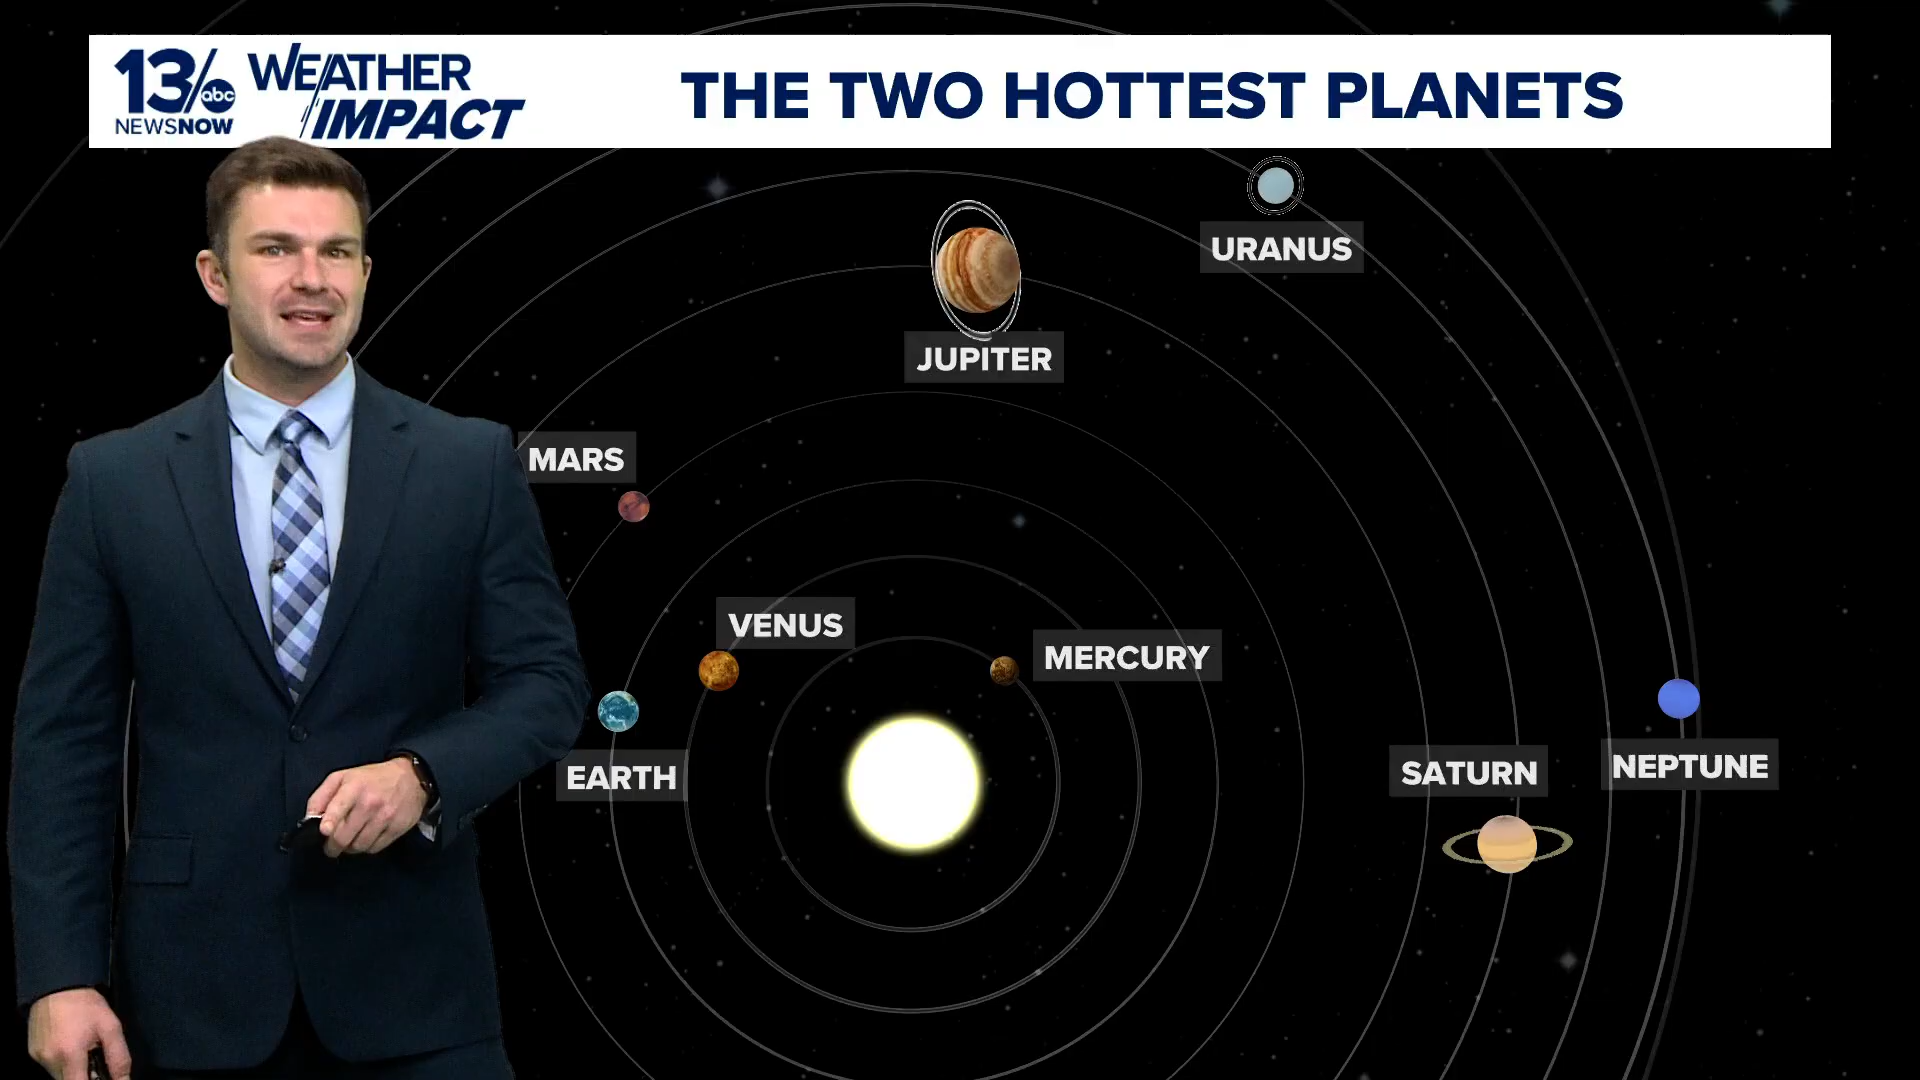 13/abc
NEWSNOW
WEATHER
IMPACT
THE TWO HOTTEST PLANETS
URANUS
JUPITER
MARS
VENUS
MERCURY
EARTH
SATURN
NEPTUNE